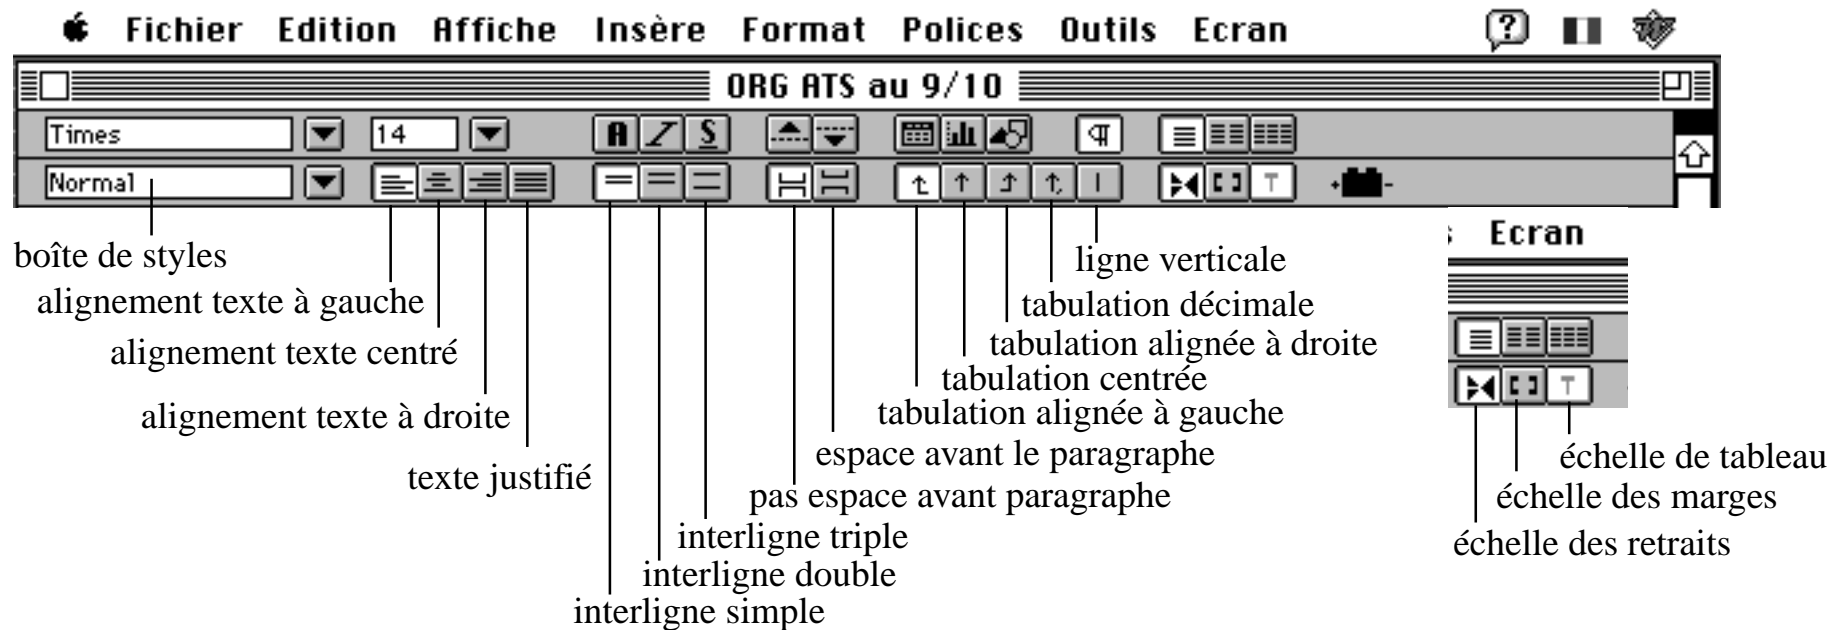 Fichier Edition Affiche Insère Format Polices Outils Ecran
ORG ATS au 9/10
Times 14 A I S ¶
Normal T
boîte de styles
s Ecran
ligne verticale
alignement texte à gauche
tabulation décimale
alignement texte centré
tabulation alignée à droite
tabulation centrée
alignement texte à droite
tabulation alignée à gauche
T
espace avant le paragraphe
échelle de tableau
texte justifié
pas espace avant paragraphe
échelle des marges
interligne triple
échelle des retraits
interligne double
interligne simple